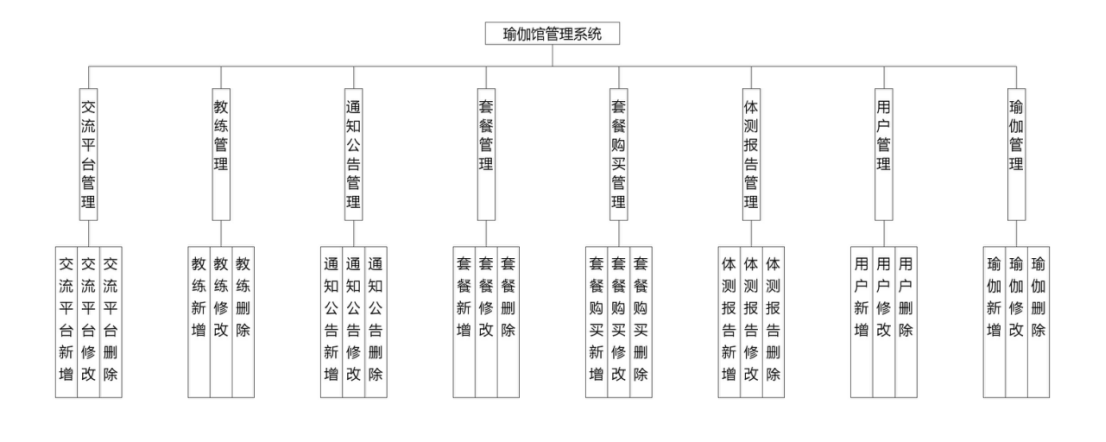 瑜伽馆管理系统
交流平台管理
教练管理
通知公告管理
套餐管理
套餐购买管理
体测报告管理
用户管理
瑜伽管理
交流平台新增
交流平台修改
交流平台删除
教练新增
教练修改
教练删除
通知公告新增
通知公告修改
通知公告删除
套餐新增
套餐修改
套餐删除
套餐购买新增
套餐购买修改
套餐购买删除
体测报告新增
体测报告修改
体测报告删除
用户新增
用户修改
用户删除
瑜伽新增
瑜伽修改
瑜伽删除